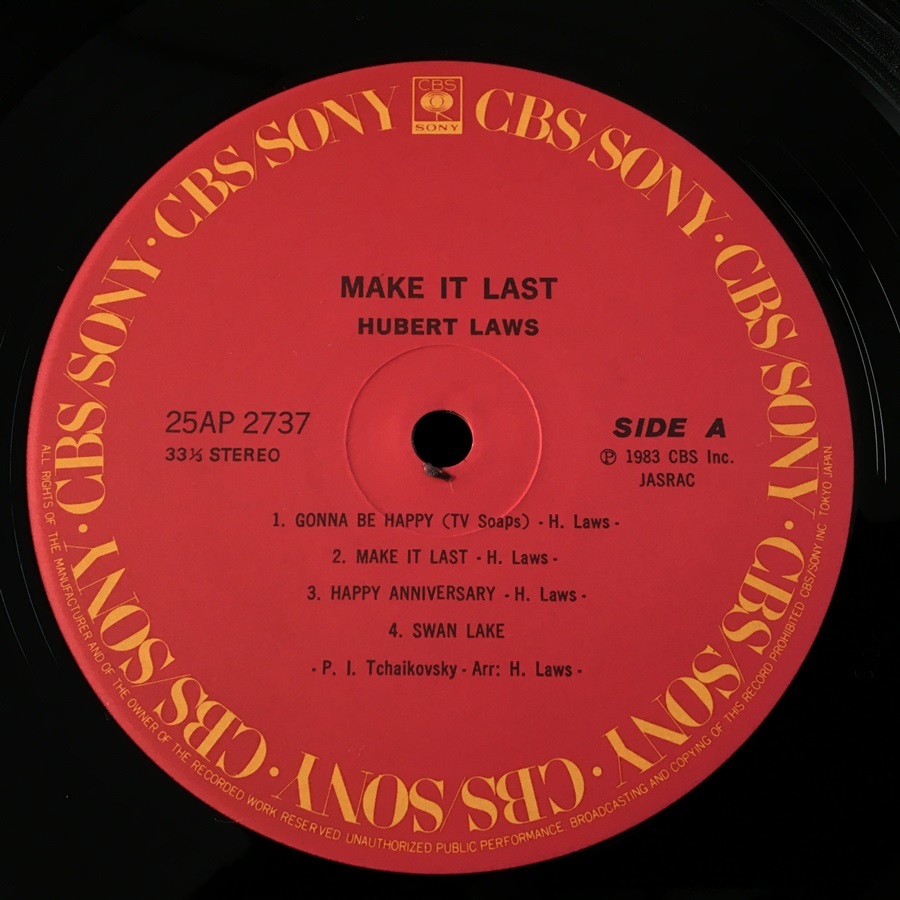 CBS
SONY
CBS/SONY · CBS/SONY · CBS/SONY · CBS/SONY · CBS/SONY · CBS/SONY · CBS/SONY · CBS/SONY · CBS/SONY
MAKE IT LAST
HUBERT LAWS
25AP 2737
33⅓ STEREO
SIDE A
Ⓟ 1983 CBS Inc.
JASRAC
1. GONNA BE HAPPY (TV Soaps) - H. Laws -
2. MAKE IT LAST - H. Laws -
3. HAPPY ANNIVERSARY - H. Laws -
4. SWAN LAKE
- P. I. Tchaikovsky - Arr: H. Laws -
ALL RIGHTS OF THE MANUFACTURER AND OF THE OWNER OF THE RECORDED WORK RESERVED · UNAUTHORIZED PUBLIC PERFORMANCE. BROADCASTING AND COPYING OF THIS RECORD PROHIBITED CBS/SONY INC TOKYO JAPAN